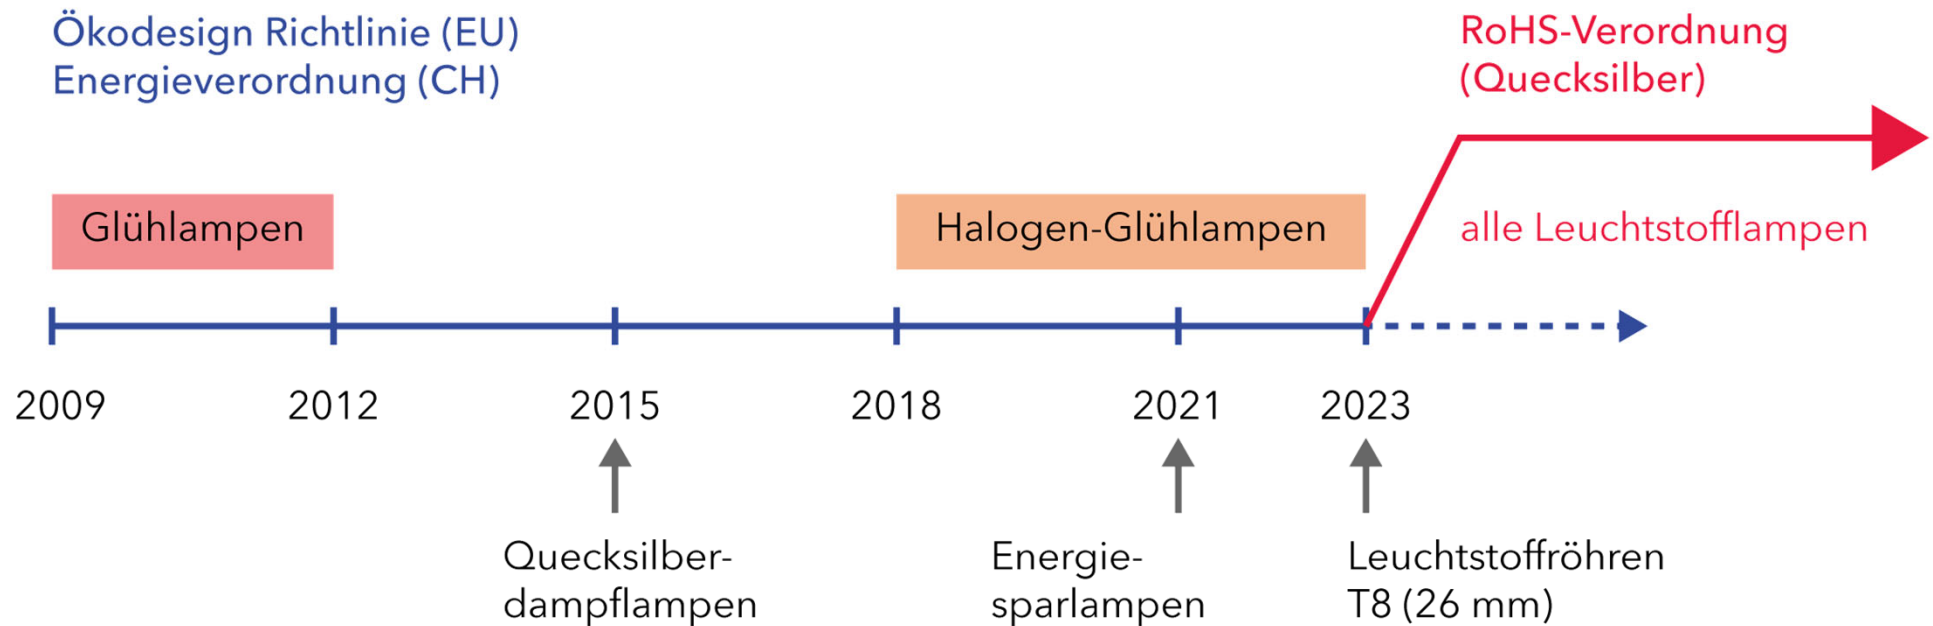 Ökodesign Richtlinie (EU)
Energieverordnung (CH)
RoHS-Verordnung
(Quecksilber)
Glühlampen
Halogen-Glühlampen
alle Leuchtstofflampen
2009
2012
2015
2018
2021
2023
Quecksilber-
dampflampen
Energie-
sparlampen
Leuchtstoffröhren
T8 (26 mm)